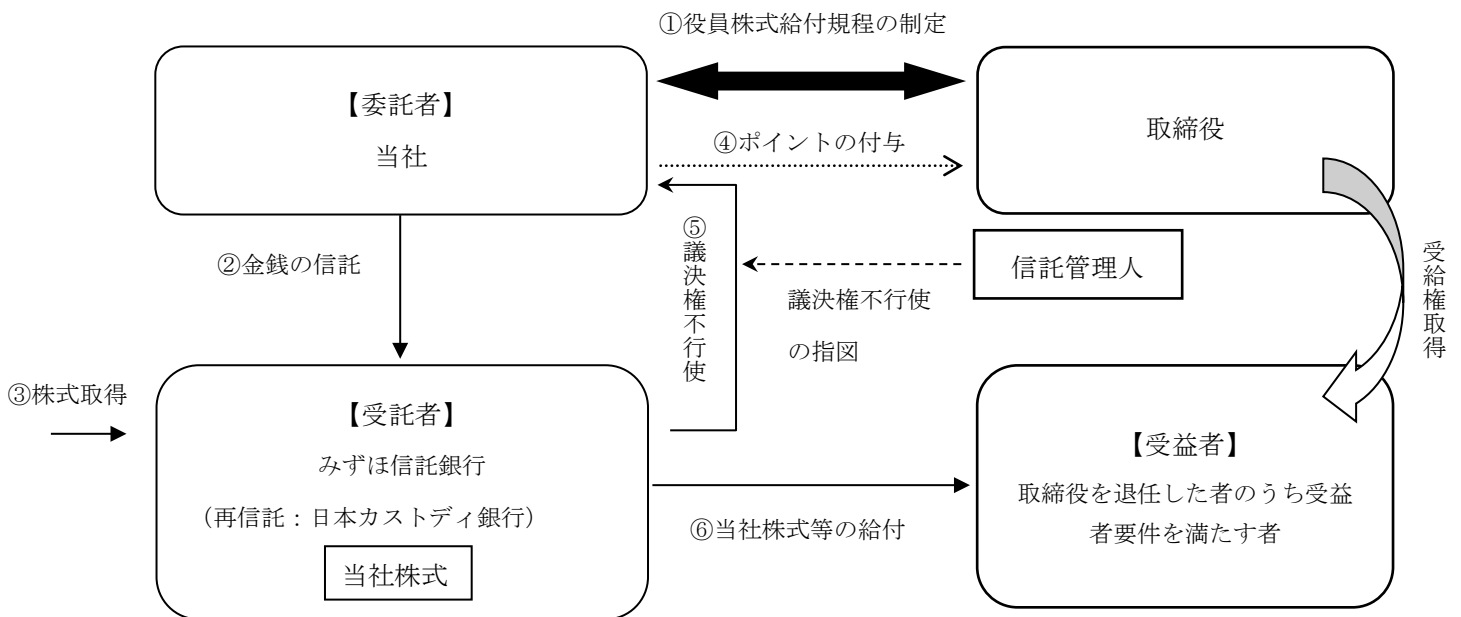 ①役員株式給付規程の制定
【委託者】
当社
取締役
④ポイントの付与
②金銭の信託
⑤議決権不行使
信託管理人
議決権不行使
の指図
受給権取得
③株式取得
【受託者】
みずほ信託銀行
（再信託：日本カストディ銀行）
当社株式
⑥当社株式等の給付
【受益者】
取締役を退任した者のうち受益
者要件を満たす者